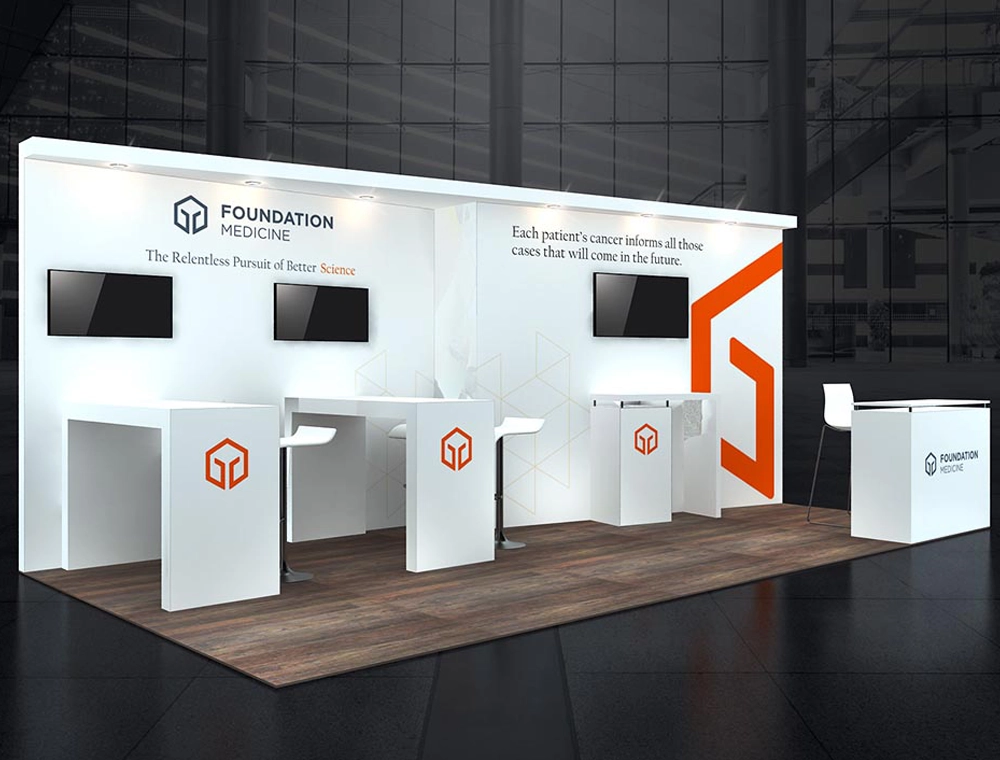 FOUNDATION
MEDICINE
The Relentless Pursuit of Better Science
Each patient's cancer informs all those
cases that will come in the future.
FOUNDATION
MEDICINE